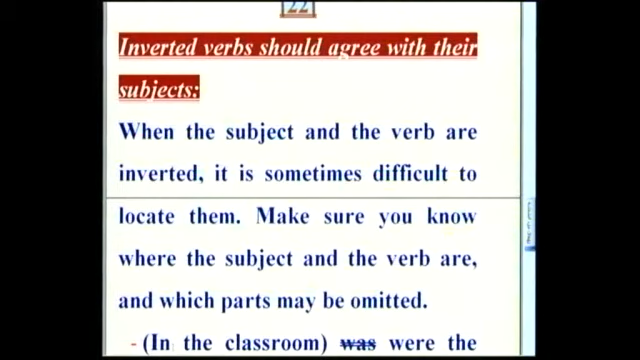 22
Inverted verbs should agree with their
subjects:
When the subject and the verb are
inverted, it is sometimes difficult to
locate them. Make sure you know
where the subject and the verb are,
and which parts may be omitted.
- (In the classroom) was were the